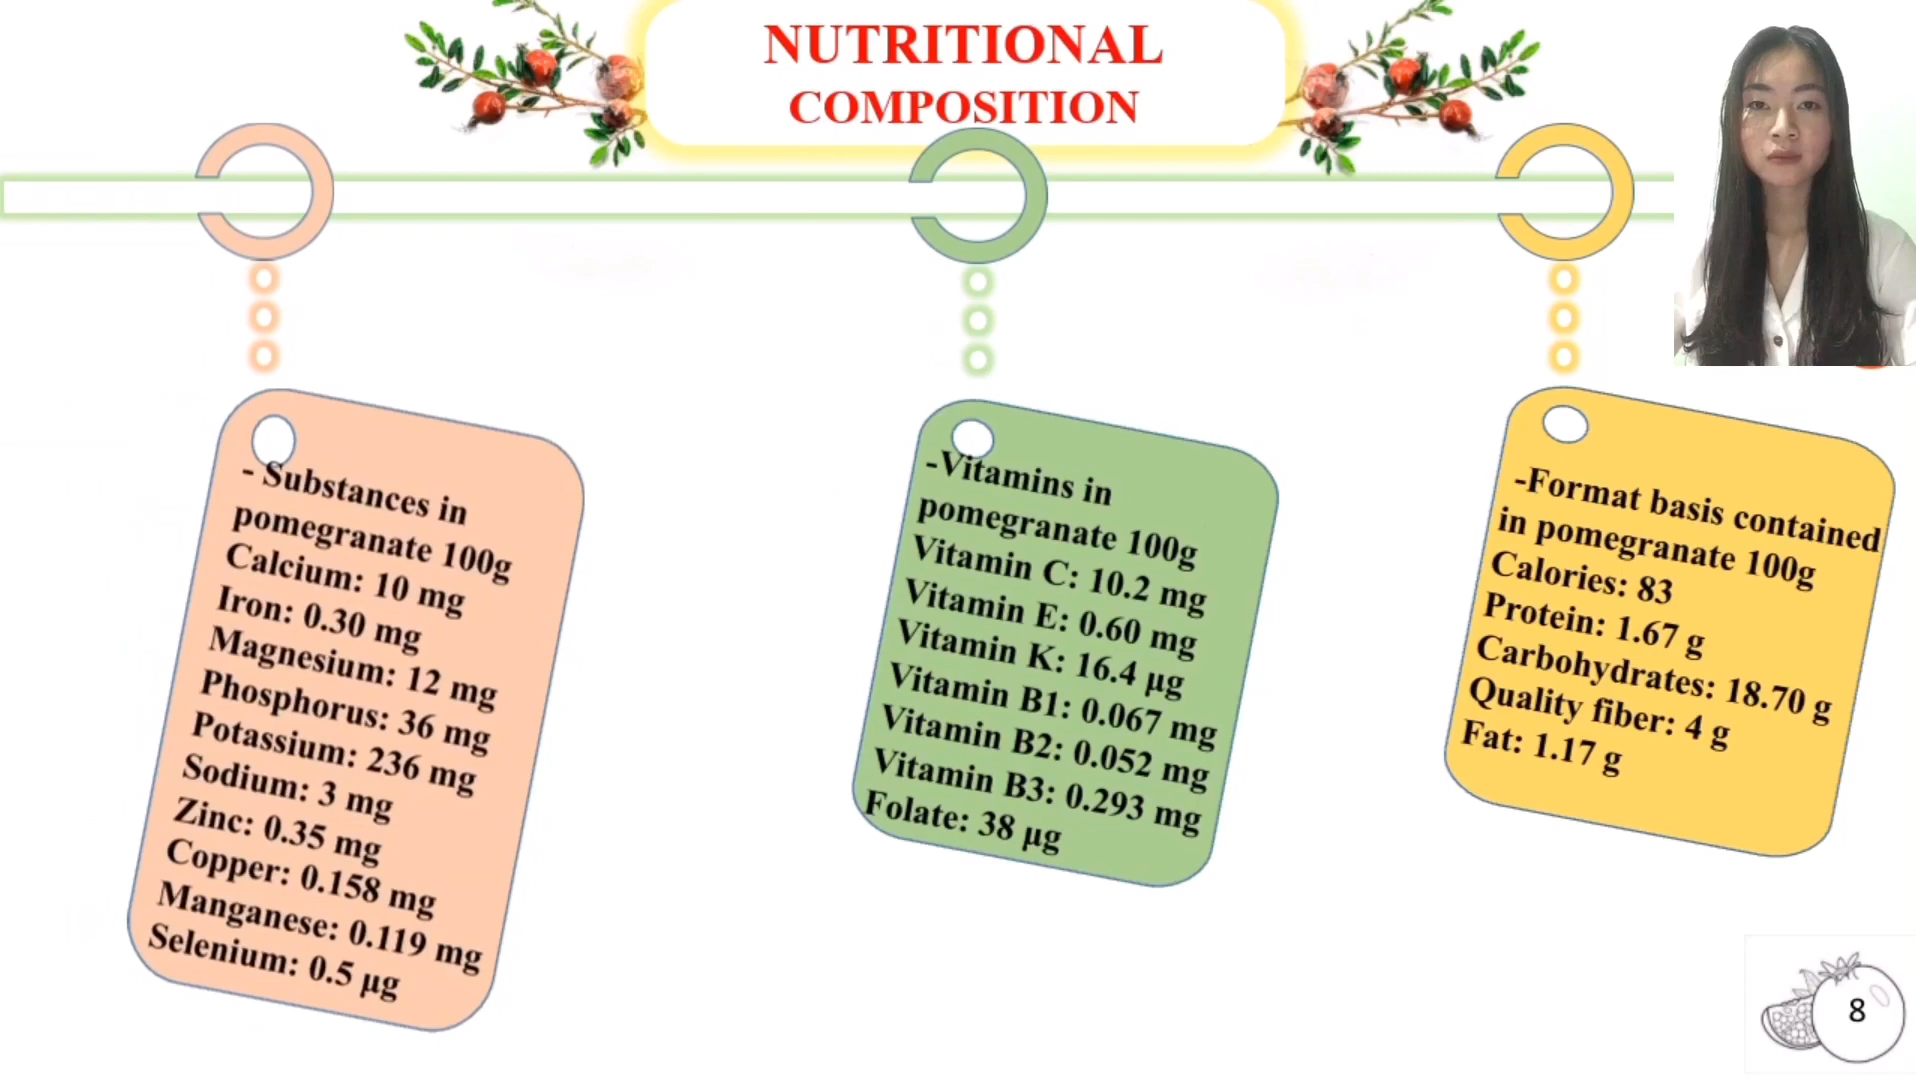 NUTRITIONAL
COMPOSITION
- Substances in
pomegranate 100g
Calcium: 10 mg
Iron: 0.30 mg
Magnesium: 12 mg
Phosphorus: 36 mg
Potassium: 236 mg
Sodium: 3 mg
Zinc: 0.35 mg
Copper: 0.158 mg
Manganese: 0.119 mg
Selenium: 0.5 µg
-Vitamins in
pomegranate 100g
Vitamin C: 10.2 mg
Vitamin E: 0.60 mg
Vitamin K: 16.4 µg
Vitamin B1: 0.067 mg
Vitamin B2: 0.052 mg
Vitamin B3: 0.293 mg
Folate: 38 µg
-Format basis contained
in pomegranate 100g
Calories: 83
Protein: 1.67 g
Carbohydrates: 18.70 g
Quality fiber: 4 g
Fat: 1.17 g
8